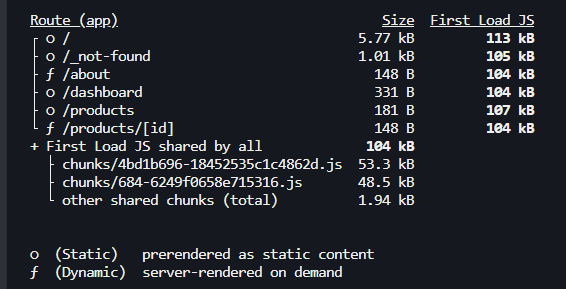 Route (app) Size First Load JS
┌ ○ / 5.77 kB 113 kB
├ ○ /_not-found 1.01 kB 105 kB
├ ƒ /about 148 B 104 kB
├ ○ /dashboard 331 B 104 kB
├ ○ /products 181 B 107 kB
└ ƒ /products/[id] 148 B 104 kB
+ First Load JS shared by all 104 kB
├ chunks/4bd1b696-18452535c1c4862d.js 53.3 kB
├ chunks/684-6249f0658e715316.js 48.5 kB
└ other shared chunks (total) 1.94 kB
○ (Static) prerendered as static content
ƒ (Dynamic) server-rendered on demand